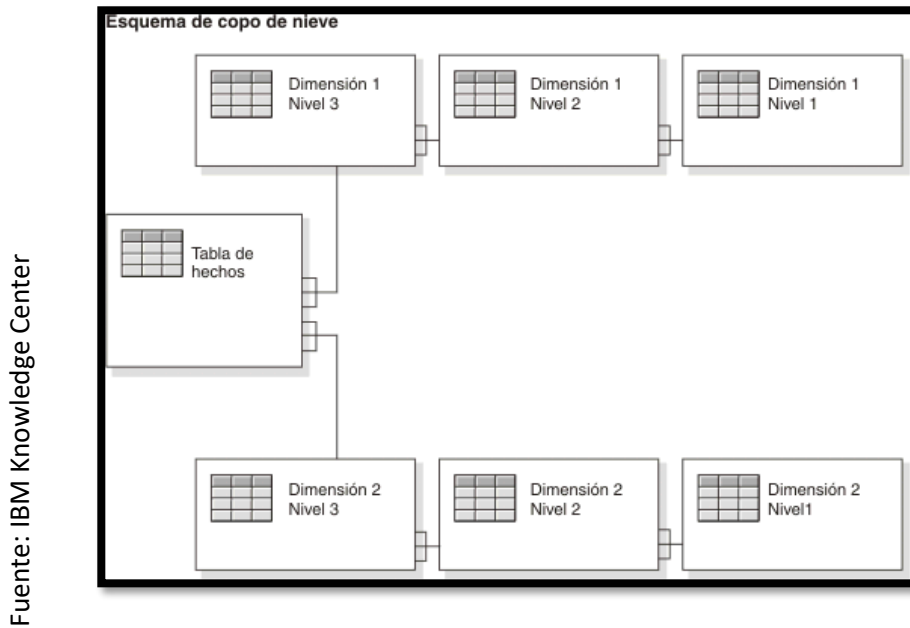 Esquema de copo de nieve
Dimensión 1
Nivel 3
Dimensión 1
Nivel 2
Dimensión 1
Nivel 1
Tabla de
hechos
Dimensión 2
Nivel 3
Dimensión 2
Nivel 2
Dimensión 2
Nivel1
Fuente: IBM Knowledge Center